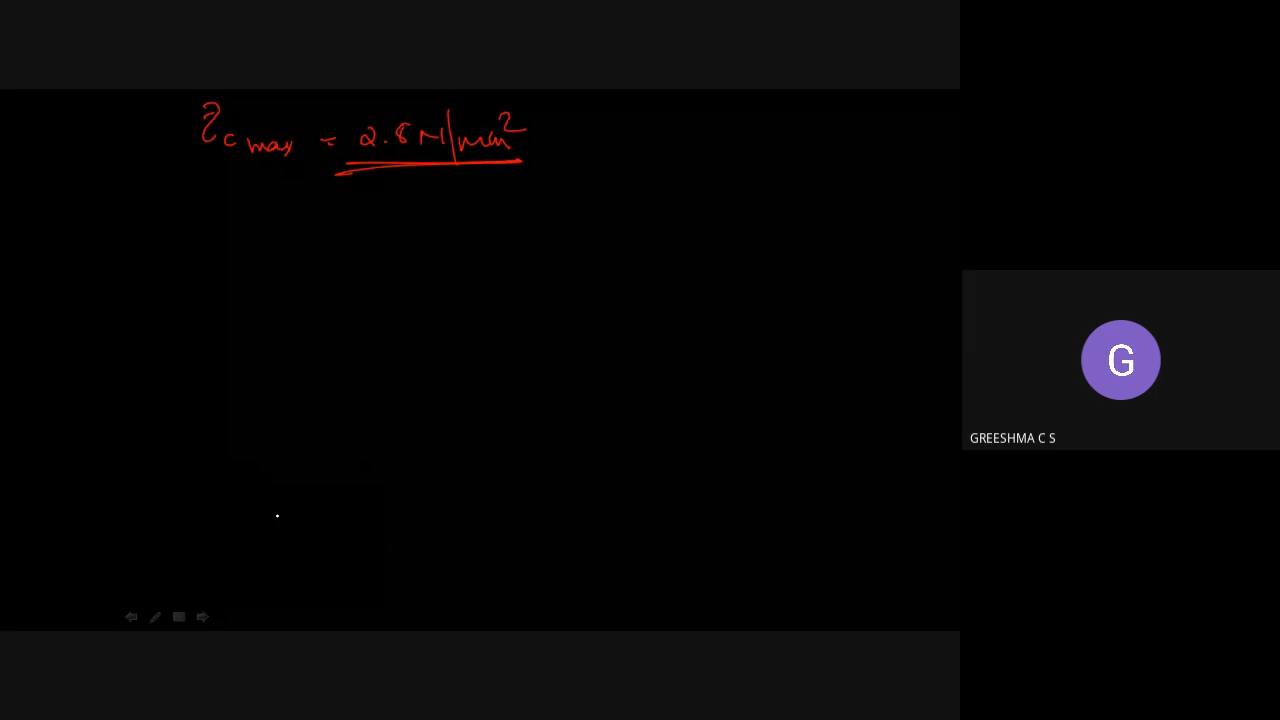 τc max = 2.8 N/mm²
G
GREESHMA C S